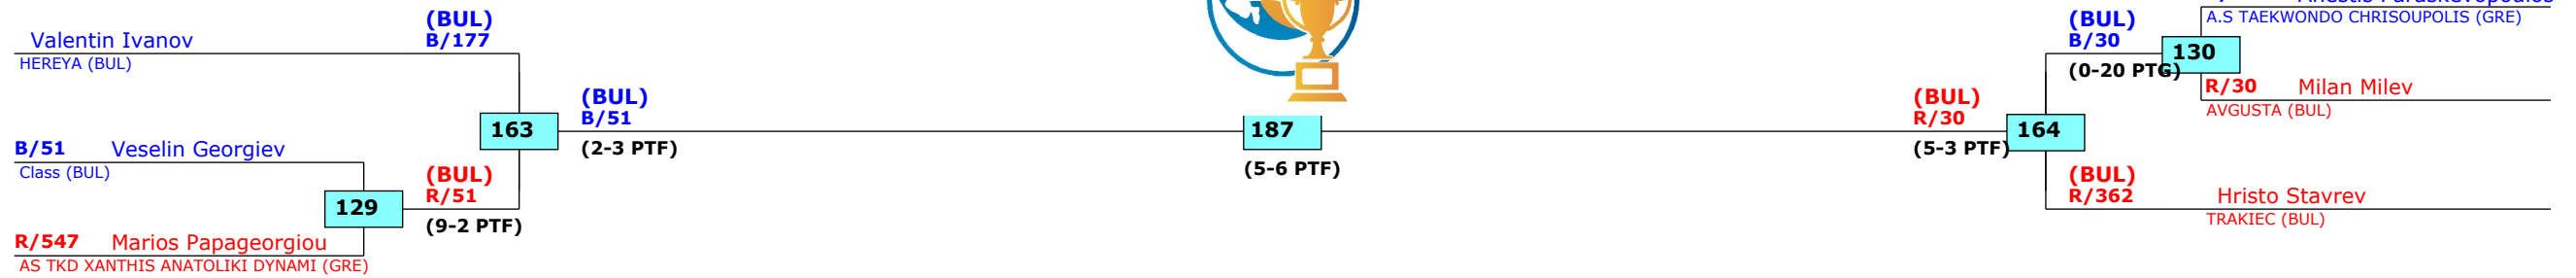 (BUL)
B/177
Valentin Ivanov
HEREYA (BUL)
B/51 Veselin Georgiev
Class (BUL)
129
R/547 Marios Papageorgiou
AS TKD XANTHIS ANATOLIKI DYNAMI (GRE)
(BUL)
R/51
(9-2 PTF)
163
(BUL)
B/51
(2-3 PTF)
187
(5-6 PTF)
(BUL)
R/30
(5-3 PTF)
164
(BUL)
B/30
(0-20 PTG)
130
A.S TAEKWONDO CHRISOUPOLIS (GRE)
R/30 Milan Milev
AVGUSTA (BUL)
(BUL)
R/362
Hristo Stavrev
TRAKIEC (BUL)